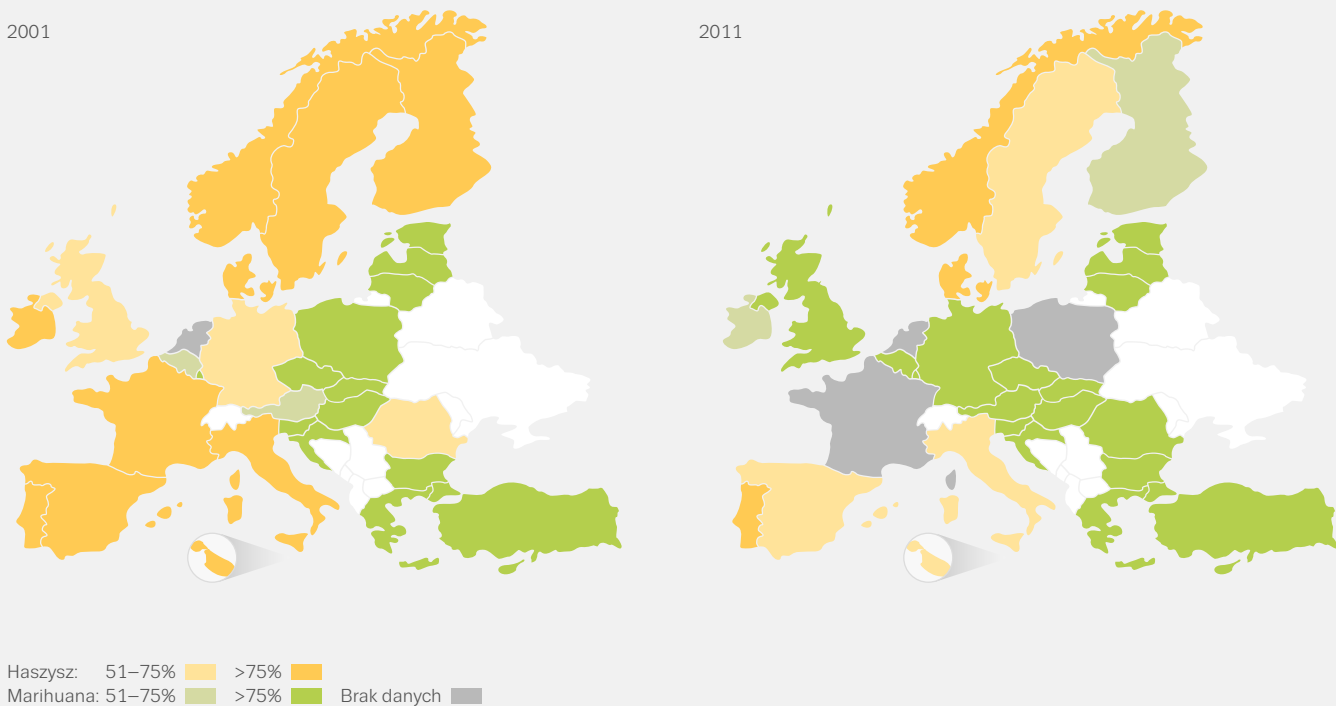 2001
2011
Haszysz: 51–75% >75%
Marihuana: 51–75% >75% Brak danych